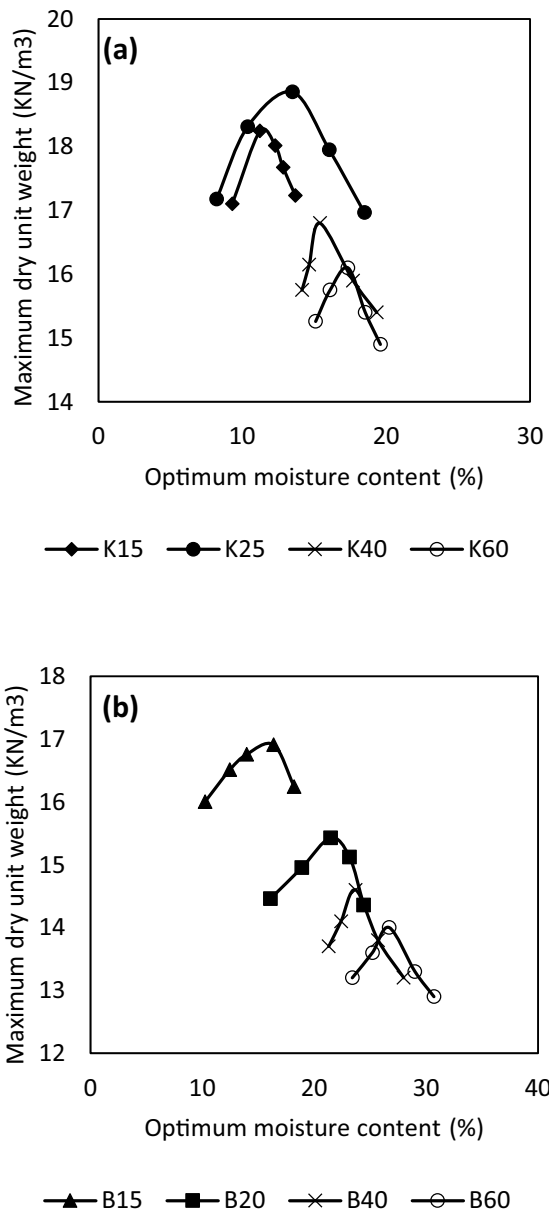 (a)
Maximum dry unit weight (KN/m3)
20
19
18
17
16
15
14
0 10 20 30
Optimum moisture content (%)
K15 K25 K40 K60
(b)
Maximum dry unit weight (KN/m3)
18
17
16
15
14
13
12
0 10 20 30 40
Optimum moisture content (%)
B15 B20 B40 B60